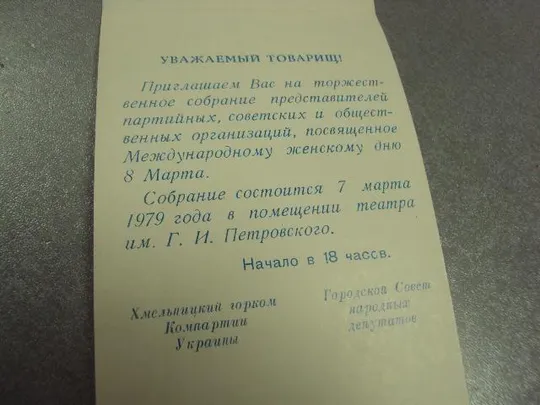 УВАЖАЕМЫЙ ТОВАРИЩ!
Приглашаем Вас на торжест-
венное собрание представителей
партийных, советских и общест-
венных организаций, посвященное
Международному женскому дню
8 Марта.
Собрание состоится 7 марта
1979 года в помещении театра
им. Г. И. Петровского.
Начало в 18 часов.
Хмельницкий горком
Компартии
Украины
Городской Совет
народных
депутатов